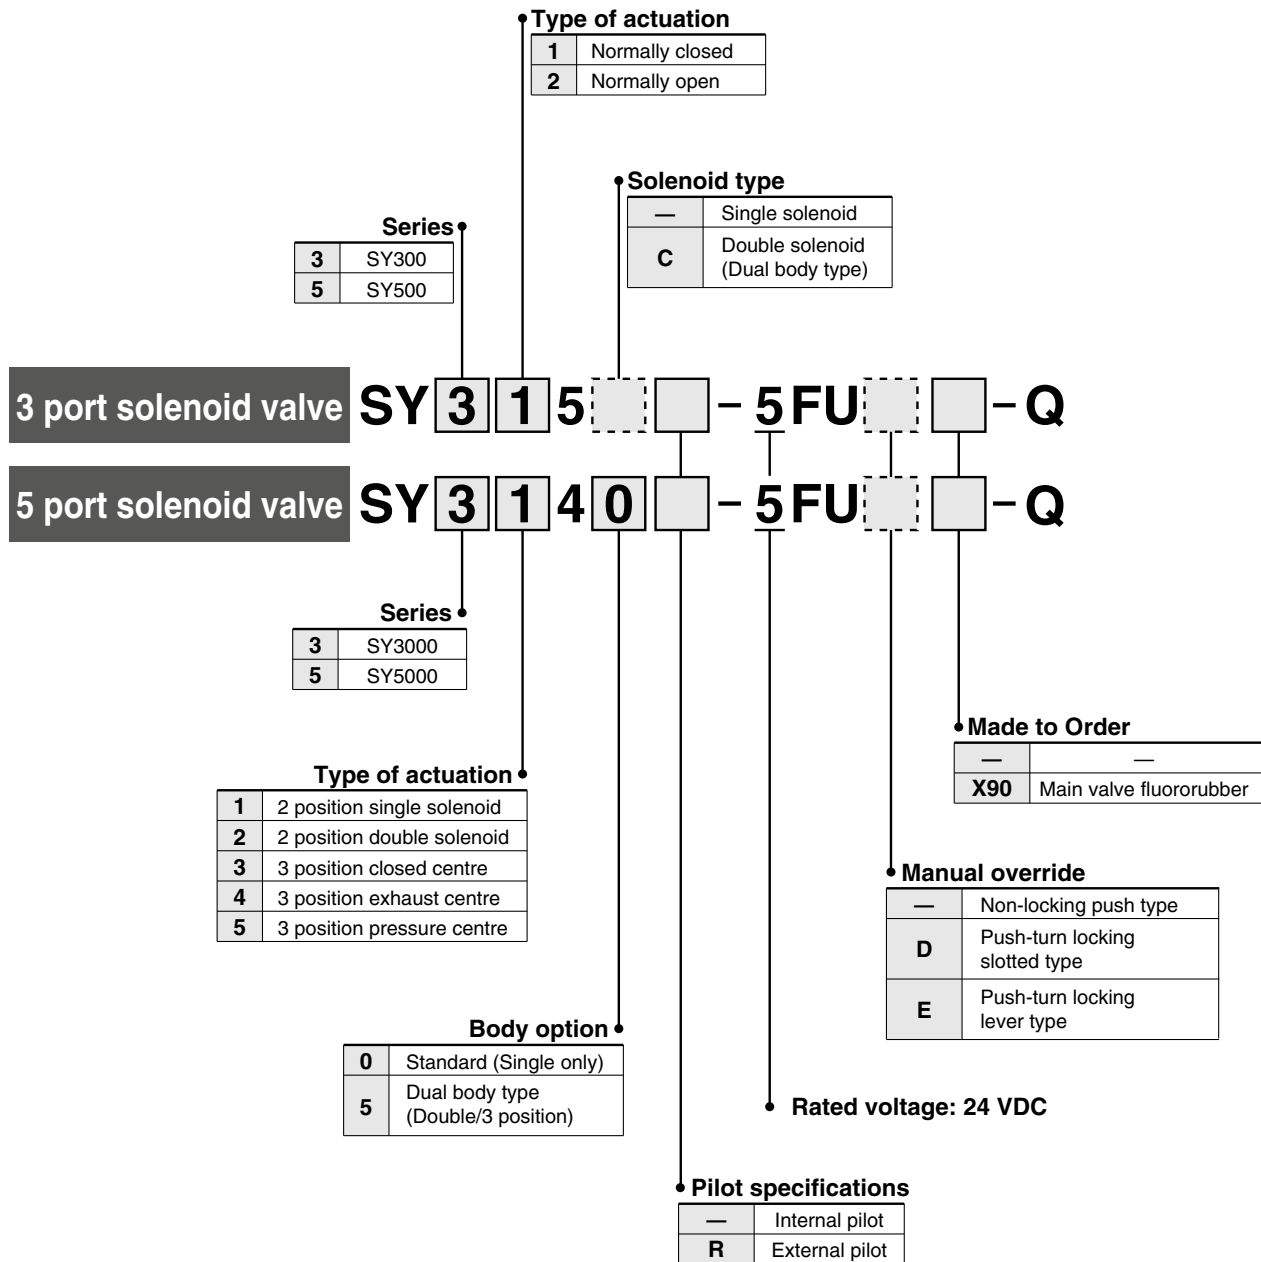 Type of actuation
1 Normally closed
2 Normally open
Solenoid type
— Single solenoid
C Double solenoid
(Dual body type)
Series
3 SY300
5 SY500
3 port solenoid valve SY 3 1 5 – 5 FU – Q
5 port solenoid valve SY 3 1 4 0 – 5 FU – Q
Series
3 SY3000
5 SY5000
Type of actuation
1 2 position single solenoid
2 2 position double solenoid
3 3 position closed centre
4 3 position exhaust centre
5 3 position pressure centre
Made to Order
— —
X90 Main valve fluororubber
Manual override
— Non-locking push type
D Push-turn locking
slotted type
E Push-turn locking
lever type
Body option
0 Standard (Single only)
5 Dual body type
(Double/3 position)
Rated voltage: 24 VDC
Pilot specifications
— Internal pilot
R External pilot